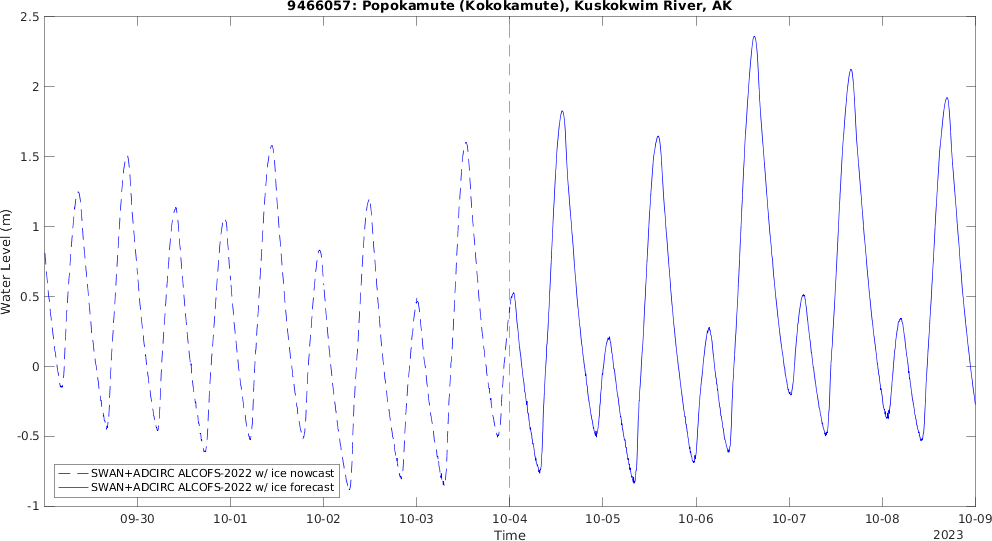 9466057: Popokamute (Kokokamute), Kuskokwim River, AK
2.5
2
1.5
1
0.5
0
-0.5
-1
Water Level (m)
SWAN+ADCIRC ALCOFS-2022 w/ ice nowcast
SWAN+ADCIRC ALCOFS-2022 w/ ice forecast
09-30 10-01 10-02 10-03 10-04 10-05 10-06 10-07 10-08 10-09
Time
2023